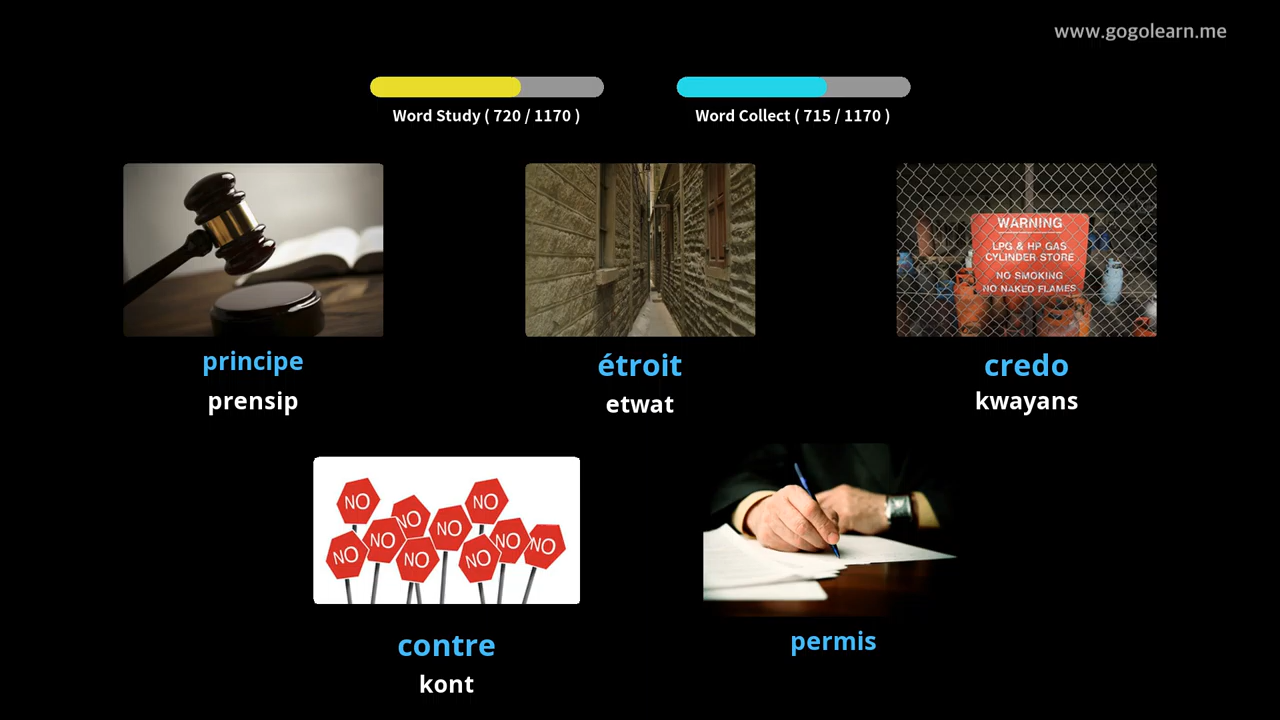 www.gogolearn.me
Word Study ( 720 / 1170 )
Word Collect ( 715 / 1170 )
WARNING
LPG & HP GAS
CYLINDER STORE
NO SMOKING
NO NAKED FLAMES
principe
prensip
étroit
etwat
credo
kwayans
NO
NO
NO
NO
NO
NO
NO
NO
NO
NO
contre
kont
permis